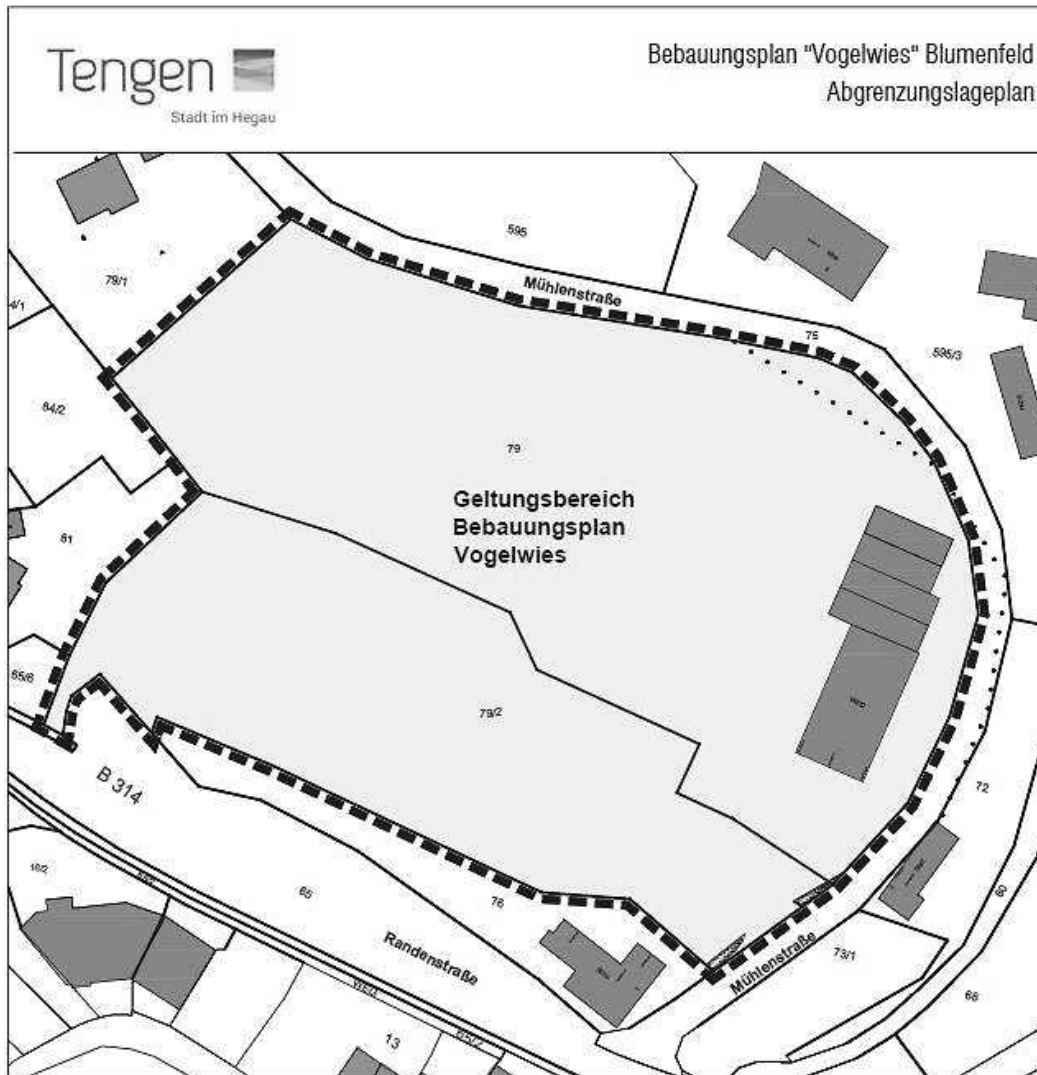 Tengen
Stadt im Hegau
Bebauungsplan "Vogelwies" Blumenfeld
Abgrenzungslageplan
595
79/1
Mühlenstraße
75
595/3
84/2
79
Geltungsbereich
Bebauungsplan
Vogelwies
81
65/6
79/2
B 314
72
65
76
60
Randenstraße
Mühlenstraße
73/1
68
13